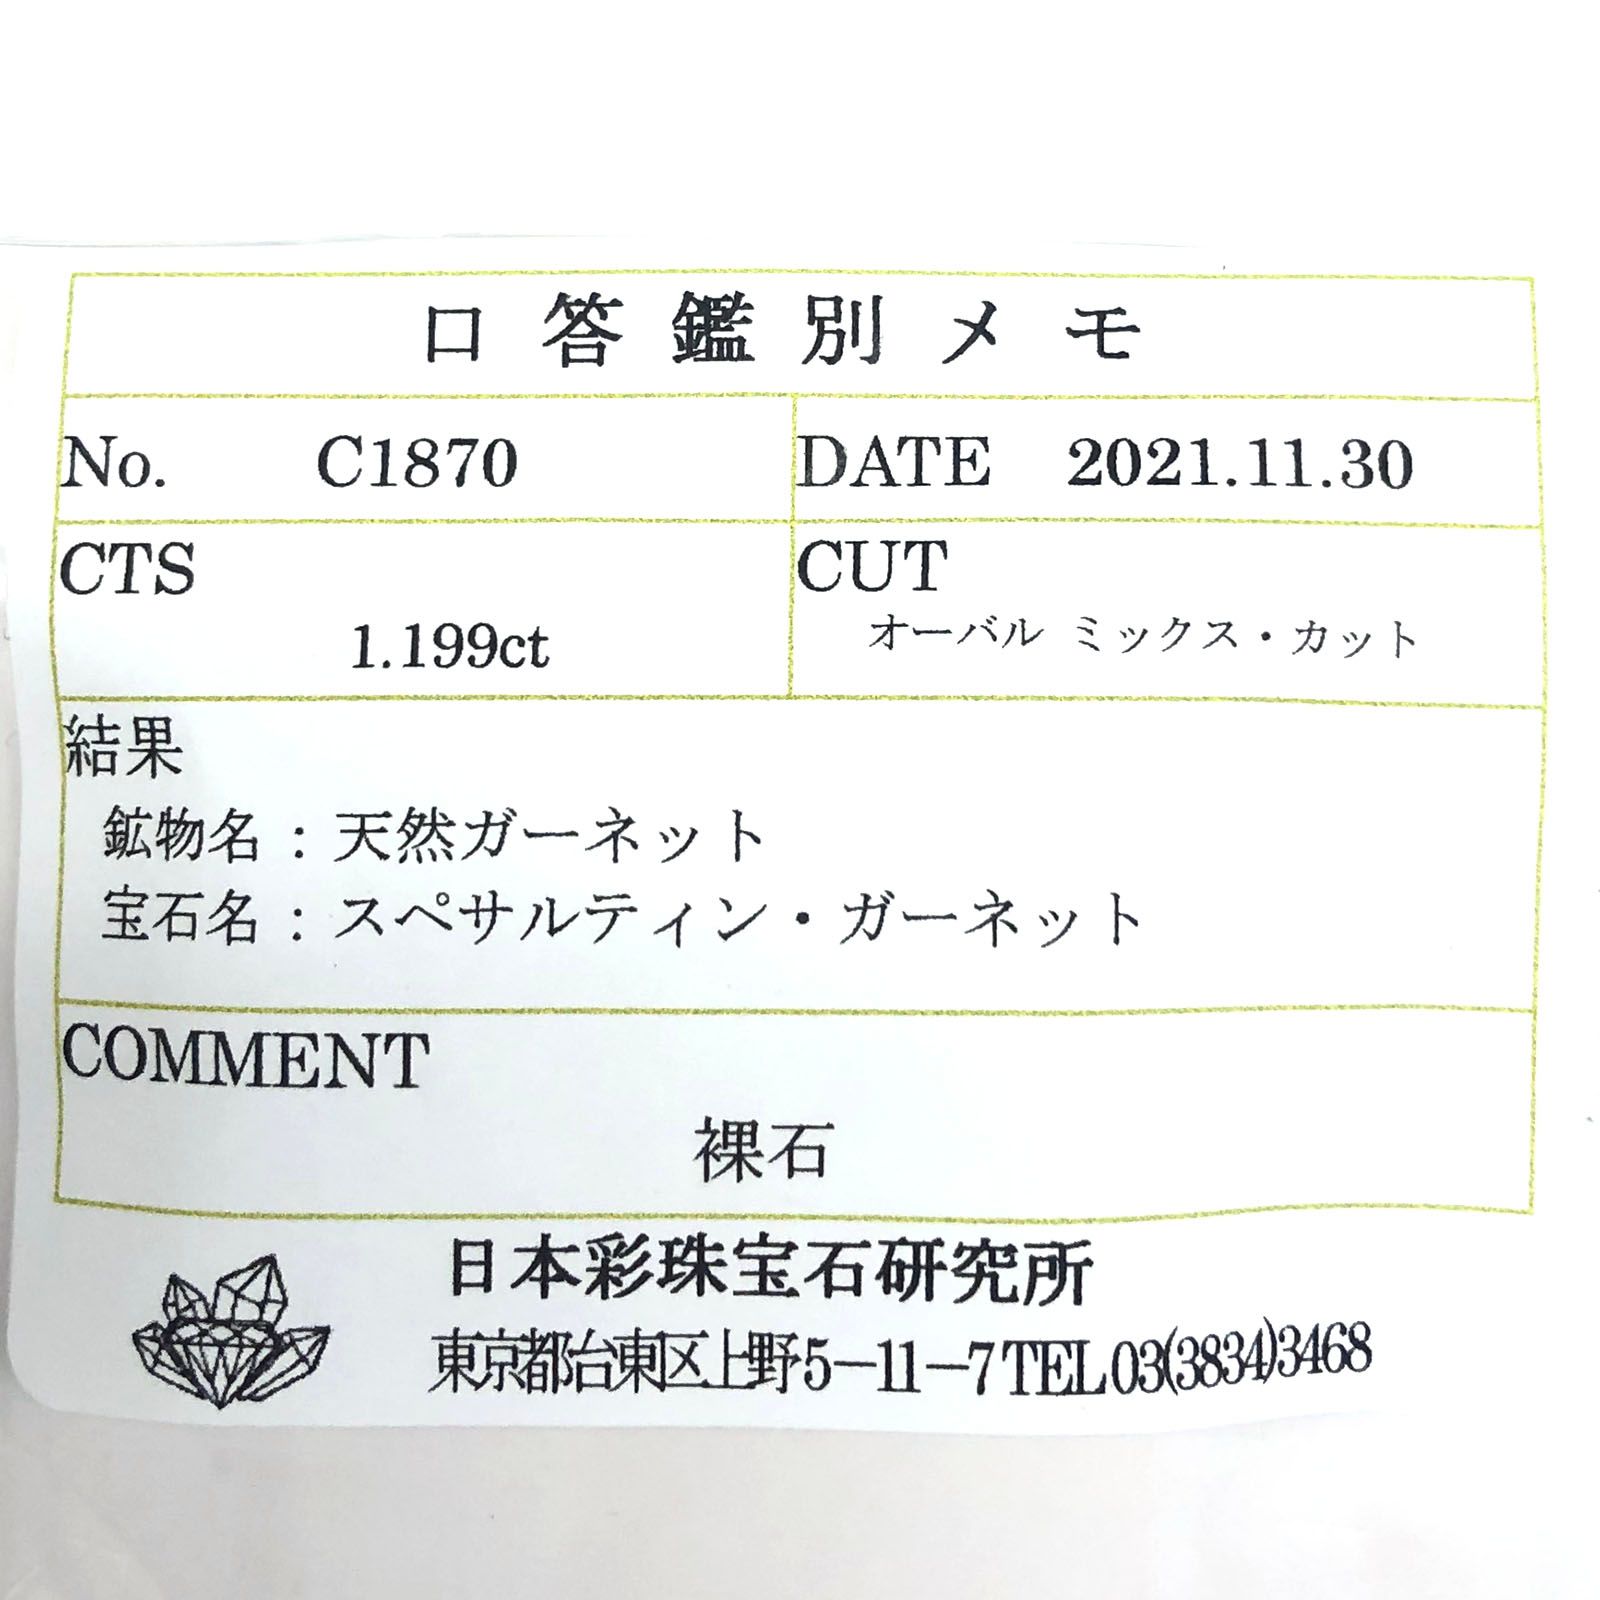 口答鑑別メモ
No. C1870
DATE 2021.11.30
CTS
1.199ct
CUT
オーバル ミックス・カット
結果
鉱物名：天然ガーネット
宝石名：スペサルティン・ガーネット
COMMENT
裸石
日本彩珠宝石研究所
東京都台東区上野5－11－7 TEL 03(3834)3468